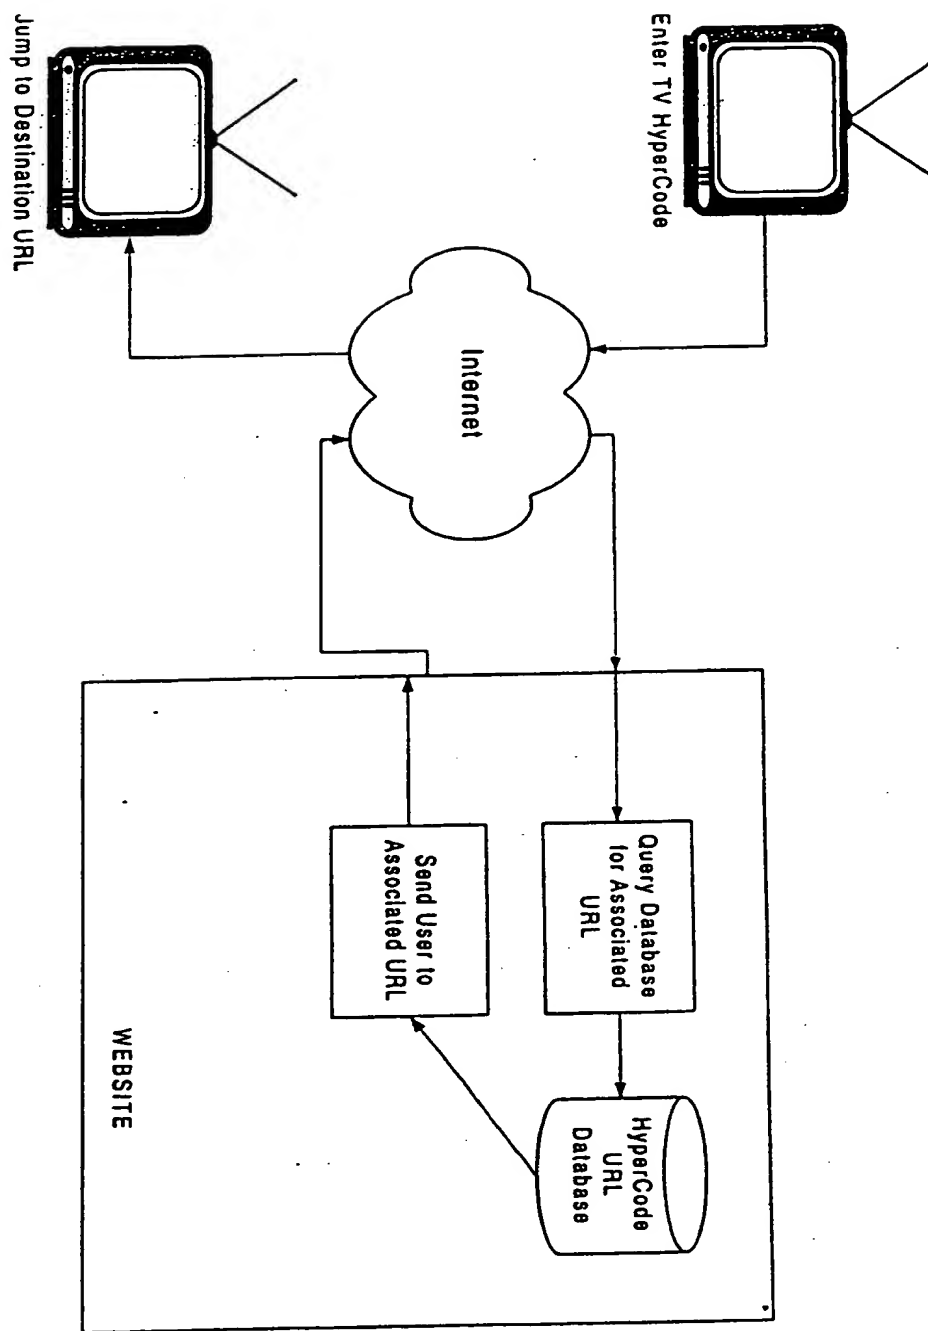 Enter TV HyperCode
Internet
Query Database
for Associated
URL
HyperCode
URL
Database
Send User to
Associated URL
Jump to Destination URL
WEBSITE